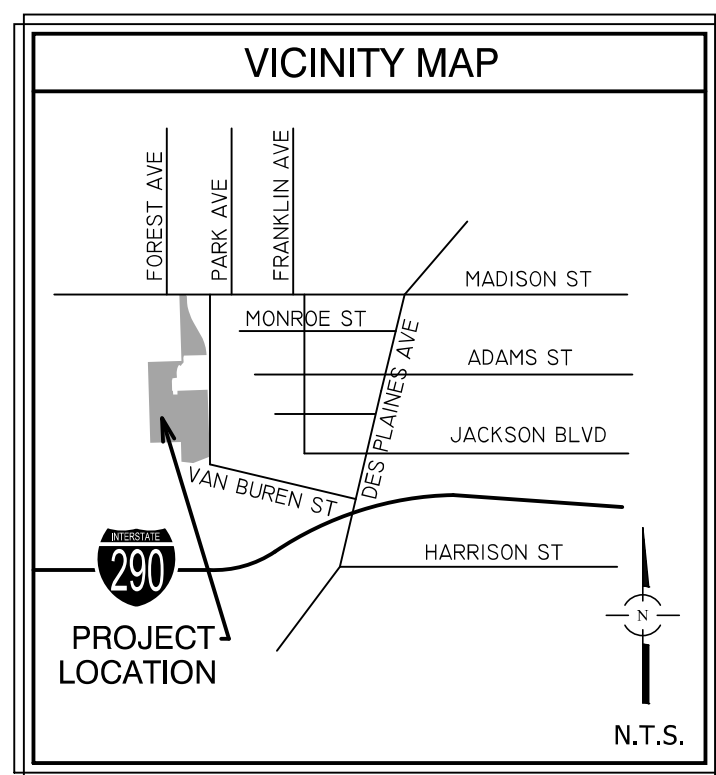 VICINITY MAP
FOREST AVE
PARK AVE
FRANKLIN AVE
MADISON ST
MONROE ST
DES PLAINES AVE
ADAMS ST
JACKSON BLVD
VAN BUREN ST
INTERSTATE
290
HARRISON ST
PROJECT
LOCATION
N
N.T.S.